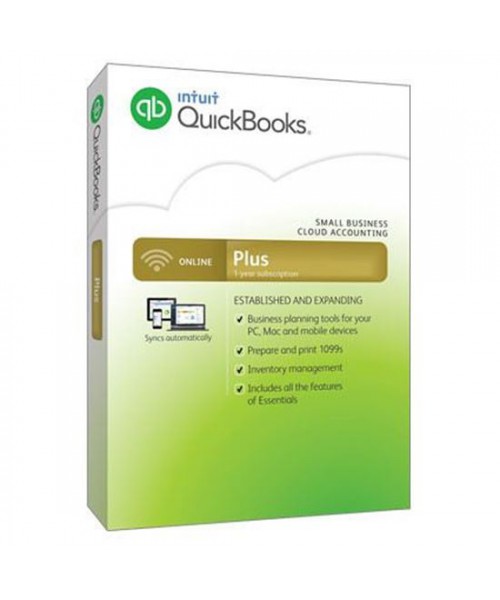 intuit
qb QuickBooks®
SMALL BUSINESS
CLOUD ACCOUNTING
ONLINE Plus
1-year subscription
Syncs automatically
ESTABLISHED AND EXPANDING
Business planning tools for your
PC, Mac and mobile devices
Prepare and print 1099s
Inventory management
Includes all the features
of Essentials
qb QuickBooks
Plus